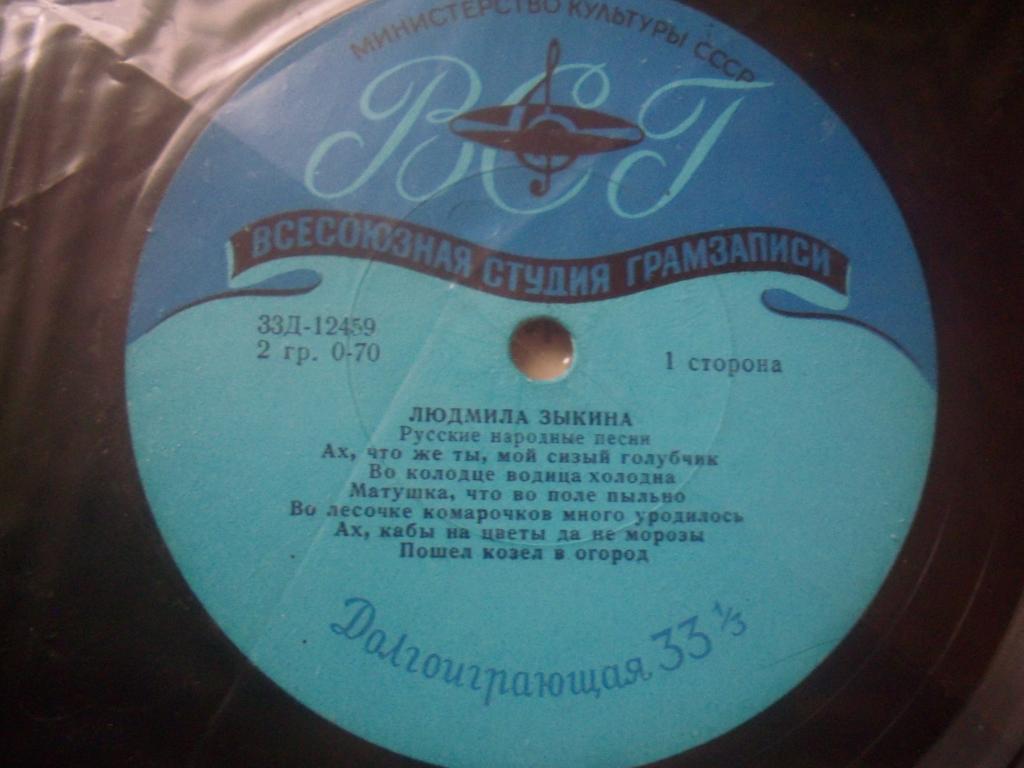 МИНИСТЕРСТВО КУЛЬТУРЫ СССР
ВСГ
ВСЕСОЮЗНАЯ СТУДИЯ ГРАМЗАПИСИ
33Д-12459
2 гр. 0-70
1 сторона
ЛЮДМИЛА ЗЫКИНА
Русские народные песни
Ах, что же ты, мой сизый голубчик
Во колодце водица холодна
Матушка, что во поле пыльно
Во лесочке комарочков много уродилось
Ах, кабы на цветы да не морозы
Пошел козел в огород
Долгоиграющая 33 1/3